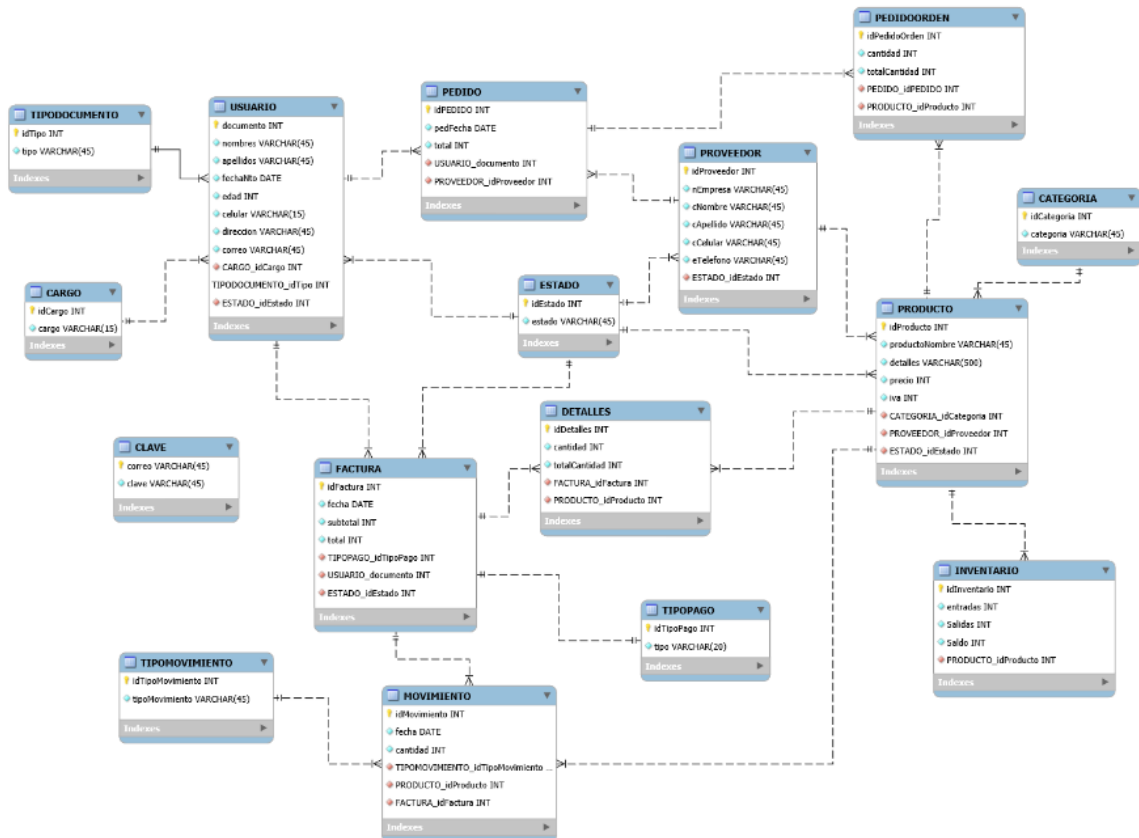 PEDIDOORDEN
idPedidoOrden INT
cantidad INT
totalCantidad INT
PEDIDO_idPEDIDO INT
PRODUCTO_idProducto INT
Indexes
PEDIDO
idPEDIDO INT
pedFecha DATE
total INT
USUARIO_documento INT
PROVEEDOR_idProveedor INT
Indexes
USUARIO
documento INT
nombres VARCHAR(45)
apellidos VARCHAR(45)
fechaNto DATE
edad INT
celular VARCHAR(15)
direccion VARCHAR(45)
correo VARCHAR(45)
CARGO_idCargo INT
TIPODOCUMENTO_idTipo INT
ESTADO_idEstado INT
Indexes
TIPODOCUMENTO
idTipo INT
tipo VARCHAR(45)
Indexes
PROVEEDOR
idProveedor INT
nEmpresa VARCHAR(45)
cNombre VARCHAR(45)
cApellido VARCHAR(45)
cCelular VARCHAR(45)
eTelefono VARCHAR(45)
ESTADO_idEstado INT
Indexes
CATEGORIA
idCategoria INT
categoria VARCHAR(45)
Indexes
CARGO
idCargo INT
cargo VARCHAR(15)
Indexes
ESTADO
idEstado INT
estado VARCHAR(45)
Indexes
PRODUCTO
idProducto INT
productoNombre VARCHAR(45)
detalles VARCHAR(500)
precio INT
iva INT
CATEGORIA_idCategoria INT
PROVEEDOR_idProveedor INT
ESTADO_idEstado INT
Indexes
DETALLES
idDetalles INT
cantidad INT
totalCantidad INT
FACTURA_idFactura INT
PRODUCTO_idProducto INT
Indexes
CLAVE
correo VARCHAR(45)
clave VARCHAR(45)
Indexes
FACTURA
idFactura INT
fecha DATE
subtotal INT
total INT
TIPOPAGO_idTipoPago INT
USUARIO_documento INT
ESTADO_idEstado INT
Indexes
INVENTARIO
idInventario INT
entradas INT
Salidas INT
Saldo INT
PRODUCTO_idProducto INT
Indexes
TIPOPAGO
idTipoPago INT
tipo VARCHAR(20)
Indexes
TIPOMOVIMIENTO
idTipoMovimiento INT
tipoMovimiento VARCHAR(45)
Indexes
MOVIMIENTO
idMovimiento INT
fecha DATE
cantidad INT
TIPOMOVIMIENTO_idTipoMovimiento ...
PRODUCTO_idProducto INT
FACTURA_idFactura INT
Indexes